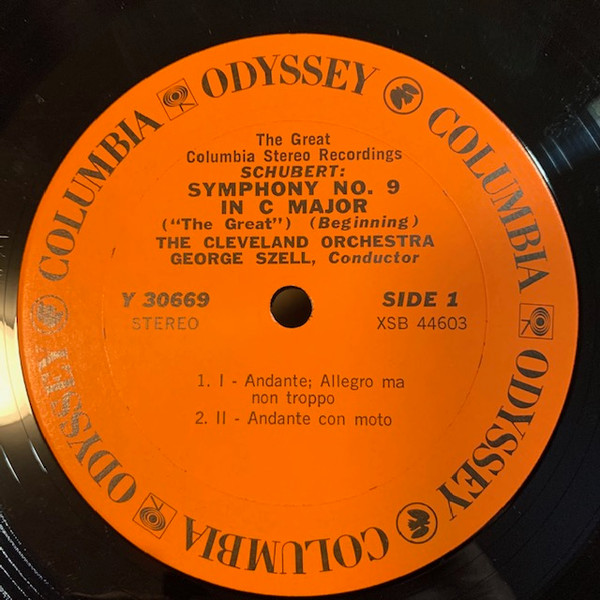 COLUMBIA ODYSSEY COLUMBIA ODYSSEY COLUMBIA ODYSSEY
The Great
Columbia Stereo Recordings
SCHUBERT:
SYMPHONY NO. 9
IN C MAJOR
("The Great") (Beginning)
THE CLEVELAND ORCHESTRA
GEORGE SZELL, Conductor
Y 30669 SIDE 1
STEREO XSB 44603
1. I - Andante; Allegro ma
non troppo
2. II - Andante con moto